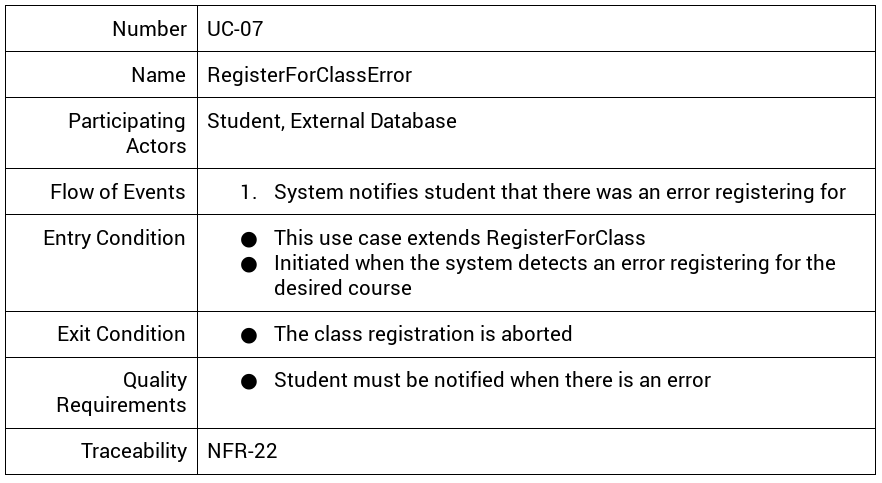 Number UC-07
Name RegisterForClassError
Participating Actors Student, External Database
Flow of Events 1. System notifies student that there was an error registering for
Entry Condition ● This use case extends RegisterForClass
● Initiated when the system detects an error registering for the
desired course
Exit Condition ● The class registration is aborted
Quality Requirements ● Student must be notified when there is an error
Traceability NFR-22